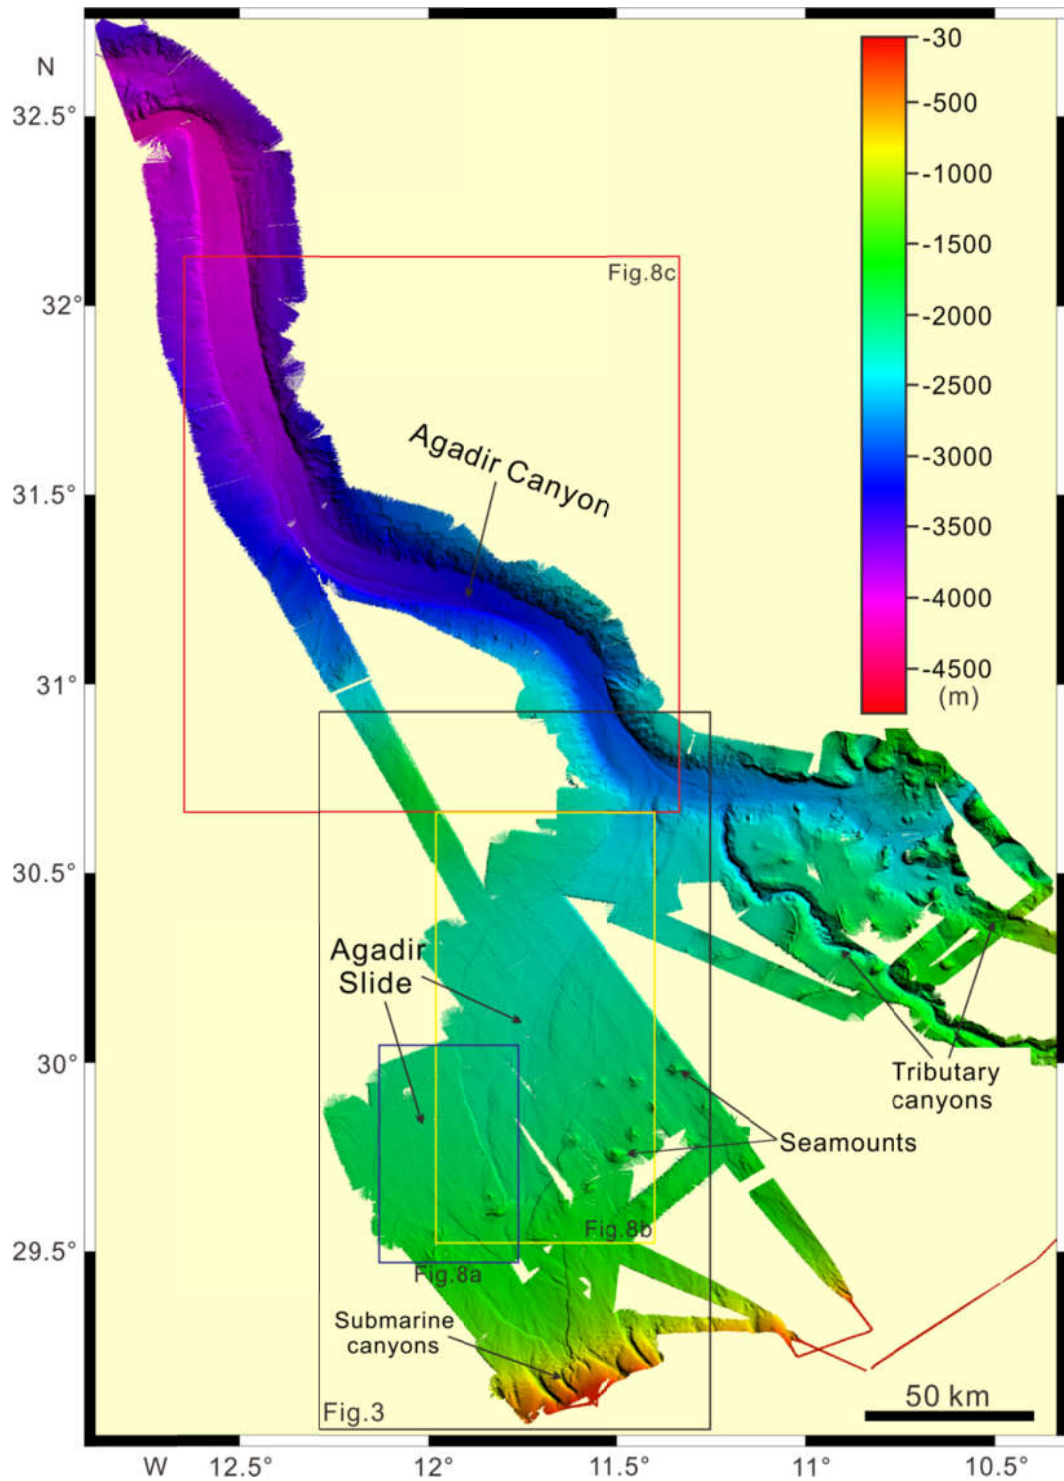 N
32.5°
32°
31.5°
31°
30.5°
30°
29.5°
-30
-500
-1000
-1500
-2000
-2500
-3000
-3500
-4000
-4500
(m)
Fig.8c
Agadir Canyon
Agadir
Slide
Tributary
canyons
Seamounts
Fig.8b
Fig.8a
Submarine
canyons
Fig.3
50 km
W
12.5°
12°
11.5°
11°
10.5°